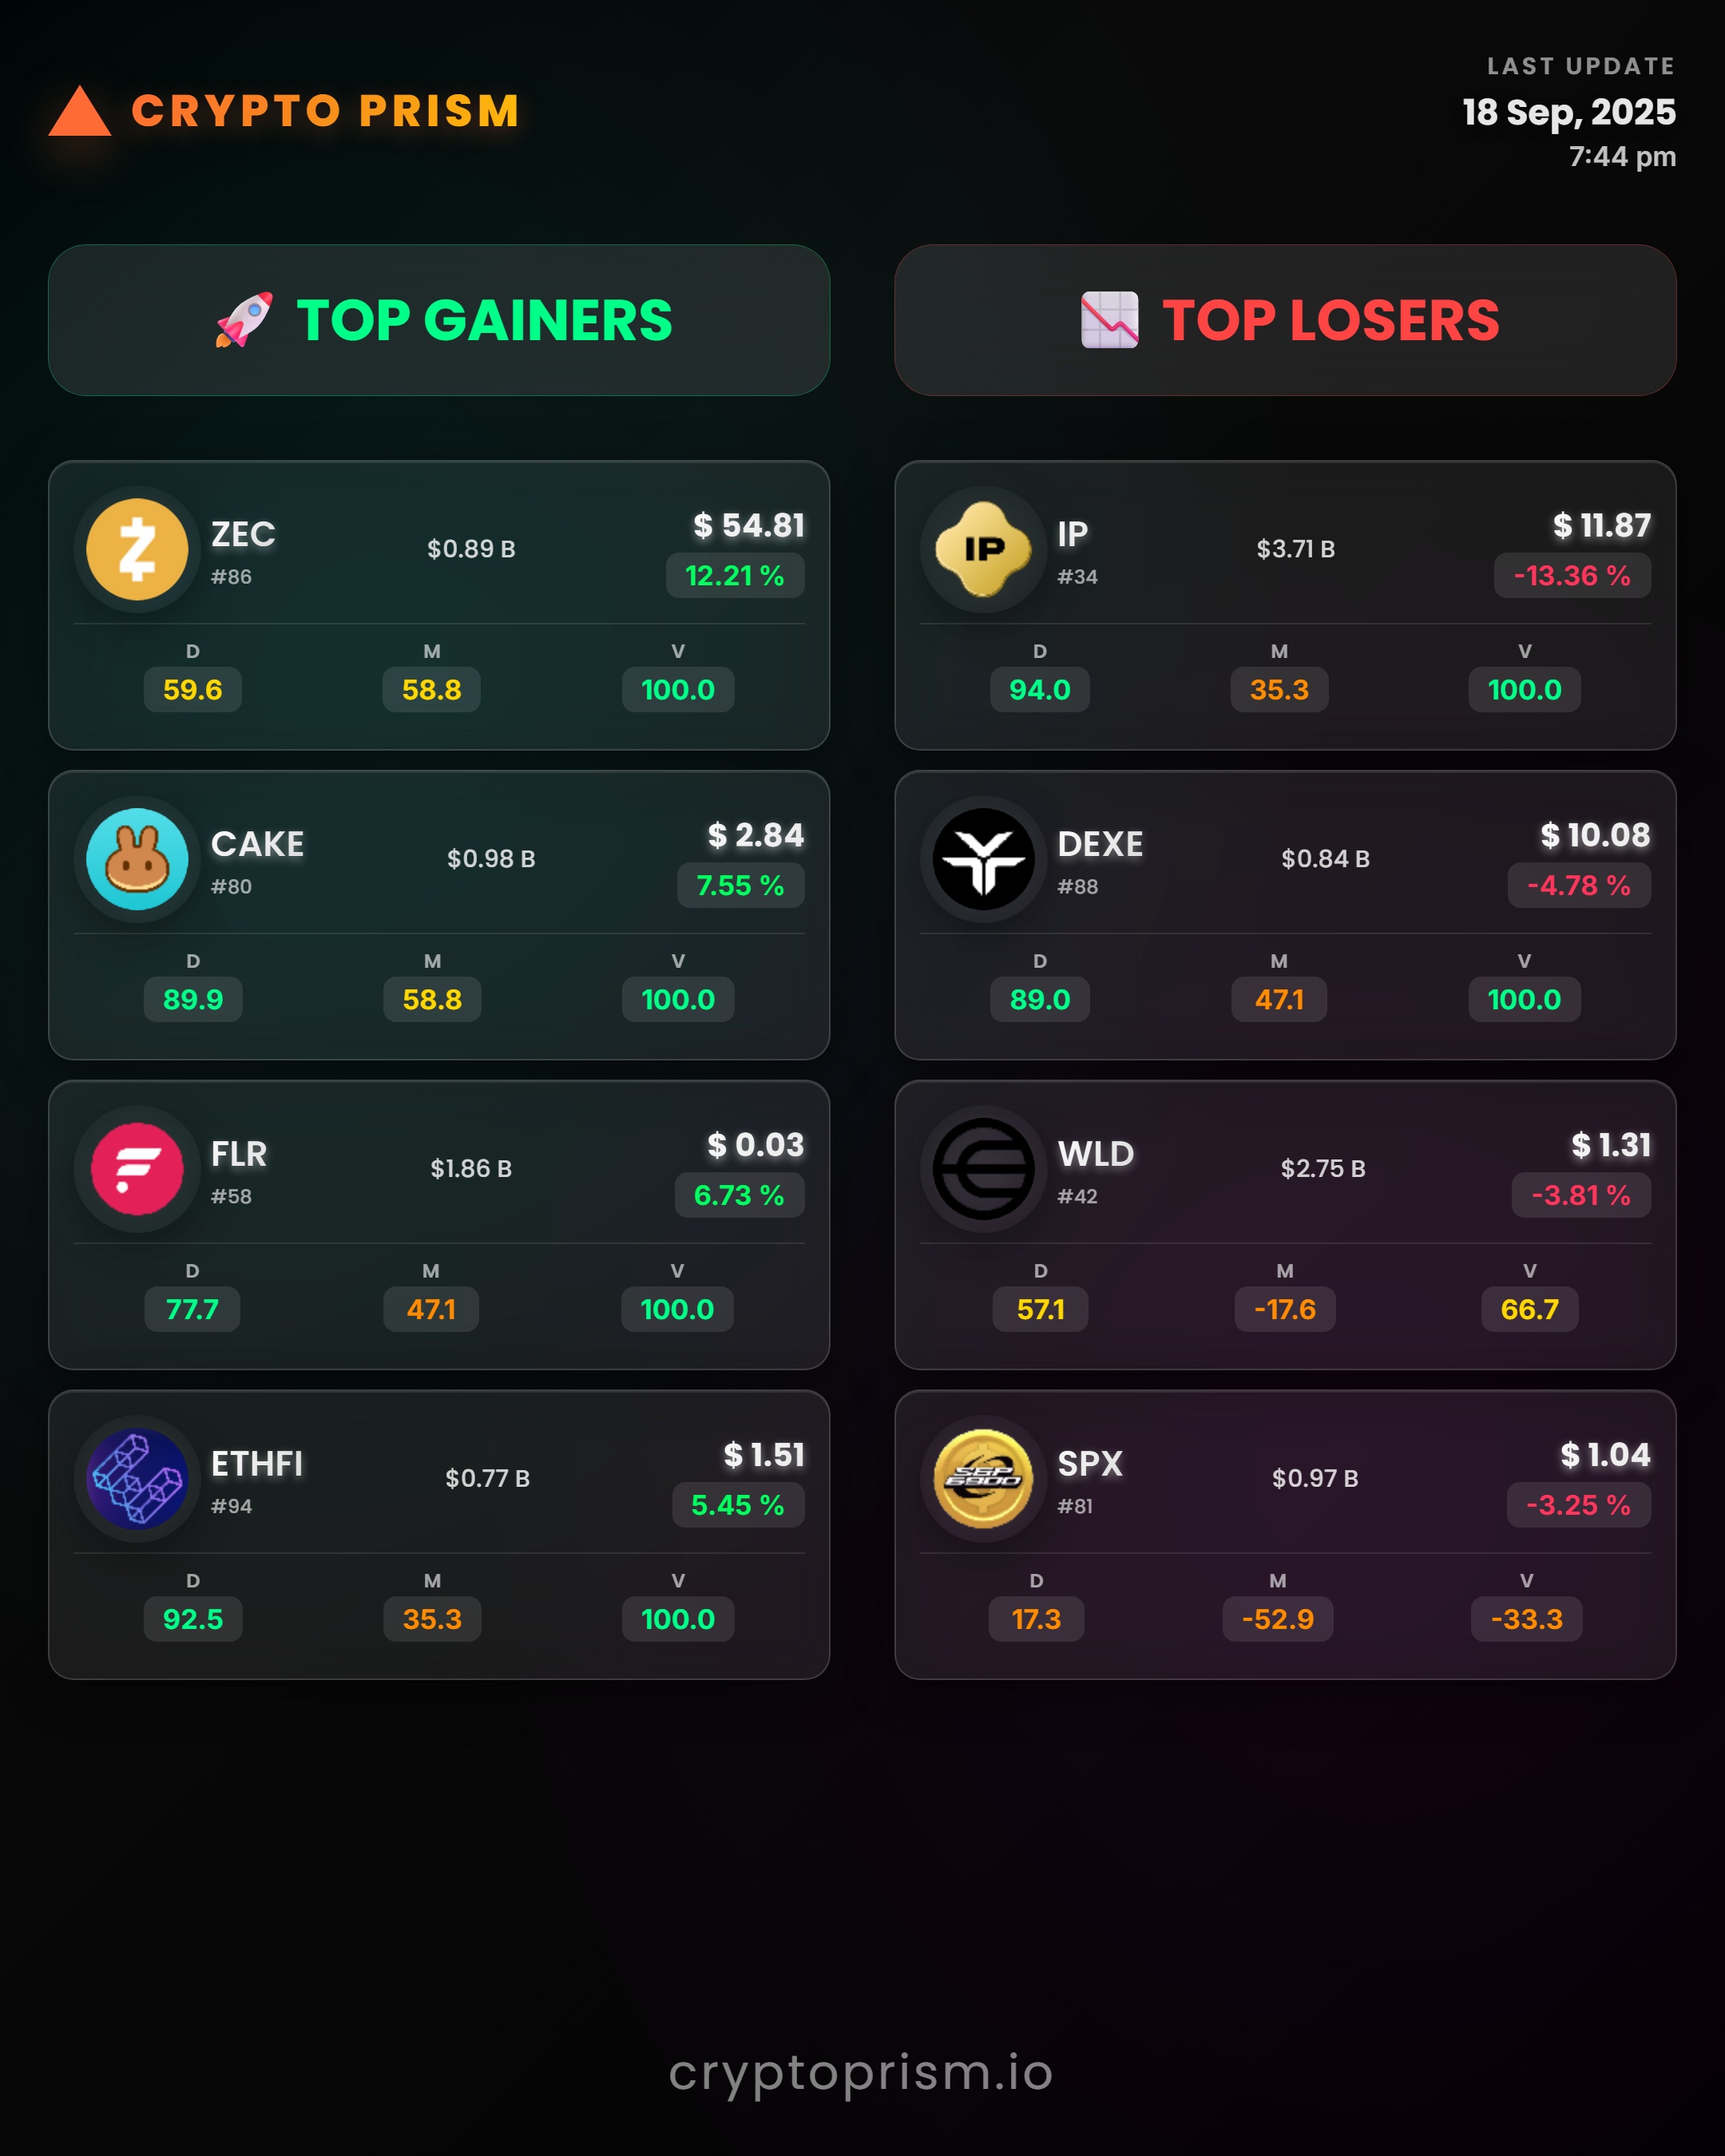 CRYPTO PRISM
LAST UPDATE
18 Sep, 2025
7:44 pm
TOP GAINERS
ZEC
#86
$0.89 B
$ 54.81
12.21 %
D M V
59.6 58.8 100.0
CAKE
#80
$0.98 B
$ 2.84
7.55 %
D M V
89.9 58.8 100.0
FLR
#58
$1.86 B
$ 0.03
6.73 %
D M V
77.7 47.1 100.0
ETHFI
#94
$0.77 B
$ 1.51
5.45 %
D M V
92.5 35.3 100.0
TOP LOSERS
IP
IP
#34
$3.71 B
$ 11.87
-13.36 %
D M V
94.0 35.3 100.0
DEXE
#88
$0.84 B
$ 10.08
-4.78 %
D M V
89.0 47.1 100.0
WLD
#42
$2.75 B
$ 1.31
-3.81 %
D M V
57.1 -17.6 66.7
SPX
#81
$0.97 B
$ 1.04
-3.25 %
D M V
17.3 -52.9 -33.3
cryptoprism.io